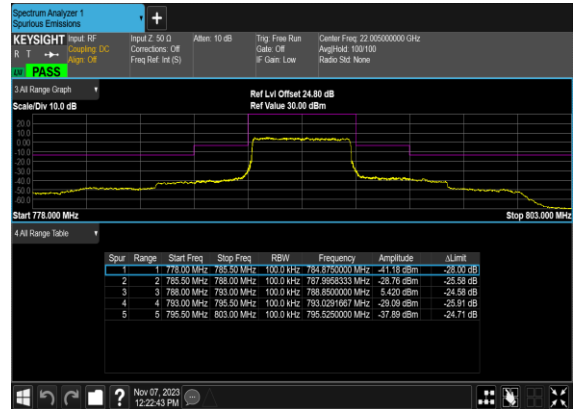 Spectrum Analyzer 1
Spurious Emissions
KEYSIGHT Input: RF Input Z: 50 Ω Atten: 10 dB Trig: Free Run Center Freq: 22.005000000 GHz
R T Coupling: DC Corrections: Off Gate: Off Avg|Hold: 100/100
Align: Off Freq Ref: Int (S) IF Gain: Low Radio Std: None
PASS
3 All Range Graph
Ref Lvl Offset 24.80 dB
Scale/Div 10.0 dB Ref Value 30.00 dBm
20.0
10.0
0.00
-10.0
-20.0
-30.0
-40.0
-50.0
-60.0
Start 778.000 MHz Stop 803.000 MHz
4 All Range Table
Spur Range Start Freq Stop Freq RBW Frequency Amplitude ΔLimit
1 1 778.00 MHz 785.50 MHz 100.0 kHz 784.8750000 MHz -41.18 dBm -28.00 dB
2 2 785.50 MHz 788.00 MHz 100.0 kHz 787.9958333 MHz -28.76 dBm -25.58 dB
3 3 788.00 MHz 793.00 MHz 100.0 kHz 788.8500000 MHz 5.420 dBm -24.58 dB
4 4 793.00 MHz 795.50 MHz 100.0 kHz 793.0291667 MHz -29.09 dBm -25.91 dB
5 5 795.50 MHz 803.00 MHz 100.0 kHz 795.5250000 MHz -37.89 dBm -24.71 dB
Nov 07, 2023
12:22:43 PM